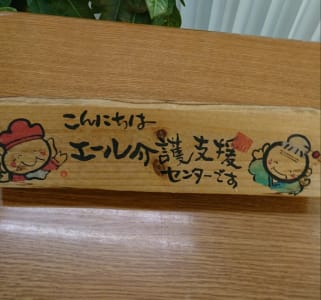 こんにちは
エール介護支援
センターです